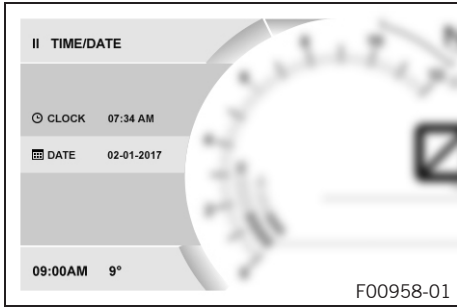 II TIME/DATE
CLOCK 07:34 AM
DATE 02-01-2017
09:00AM 9°
F00958-01